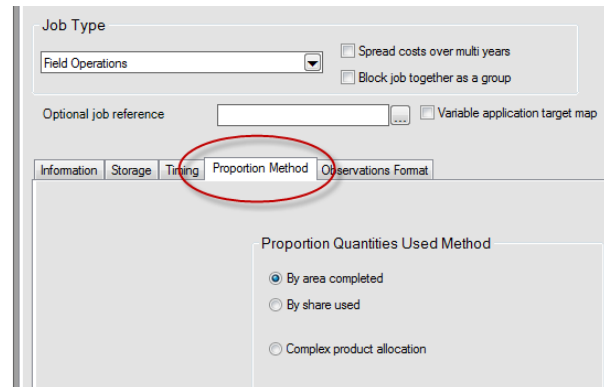 Job Type
Field Operations
Spread costs over multi years
Block job together as a group
Optional job reference ... Variable application target map
Information Storage Timing Proportion Method Observations Format
Proportion Quantities Used Method
By area completed
By share used
Complex product allocation